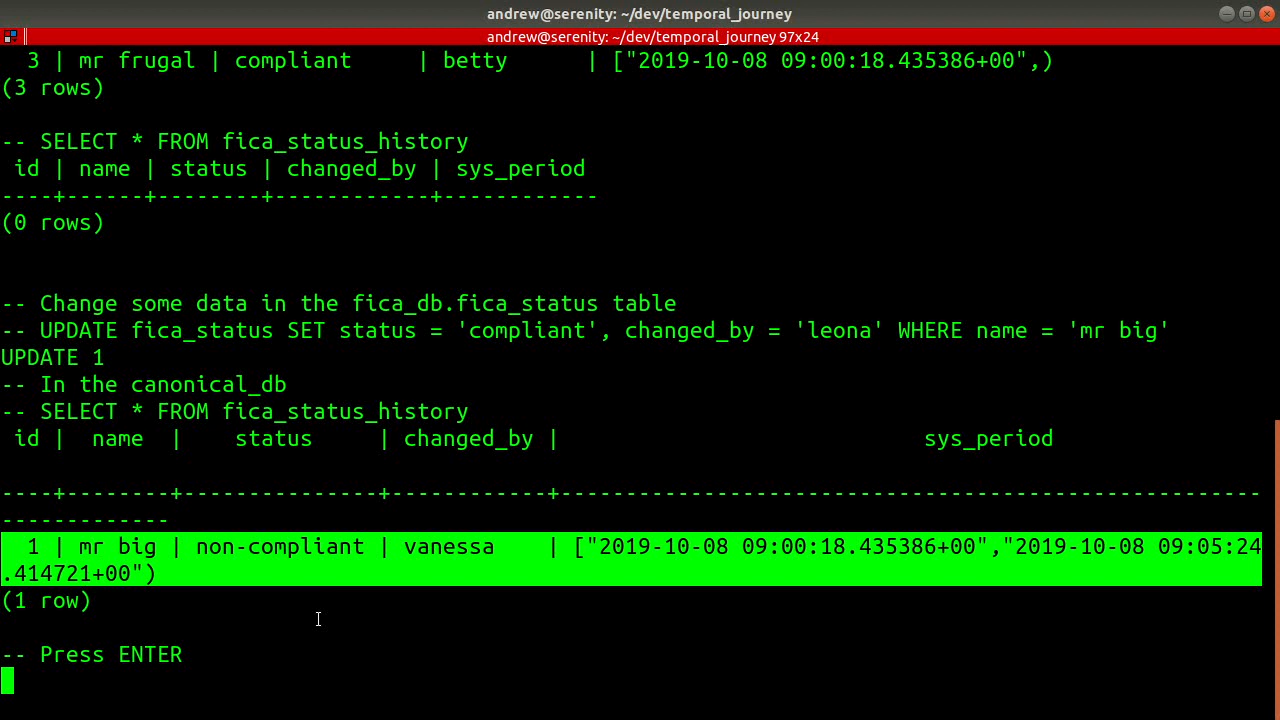 andrew@serenity: ~/dev/temporal_journey
andrew@serenity: ~/dev/temporal_journey 97x24
  3 | mr frugal | compliant     | betty      | ["2019-10-08 09:00:18.435386+00",)
(3 rows)

-- SELECT * FROM fica_status_history
 id | name | status | changed_by | sys_period
----+------+--------+------------+------------
(0 rows)


-- Change some data in the fica_db.fica_status table
-- UPDATE fica_status SET status = 'compliant', changed_by = 'leona' WHERE name = 'mr big'
UPDATE 1
-- In the canonical_db
-- SELECT * FROM fica_status_history
 id |  name  |    status     | changed_by |                            sys_period

----+--------+---------------+------------+------------------------------------------------------
-------------
  1 | mr big | non-compliant | vanessa    | ["2019-10-08 09:00:18.435386+00","2019-10-08 09:05:24
.414721+00")
(1 row)

-- Press ENTER